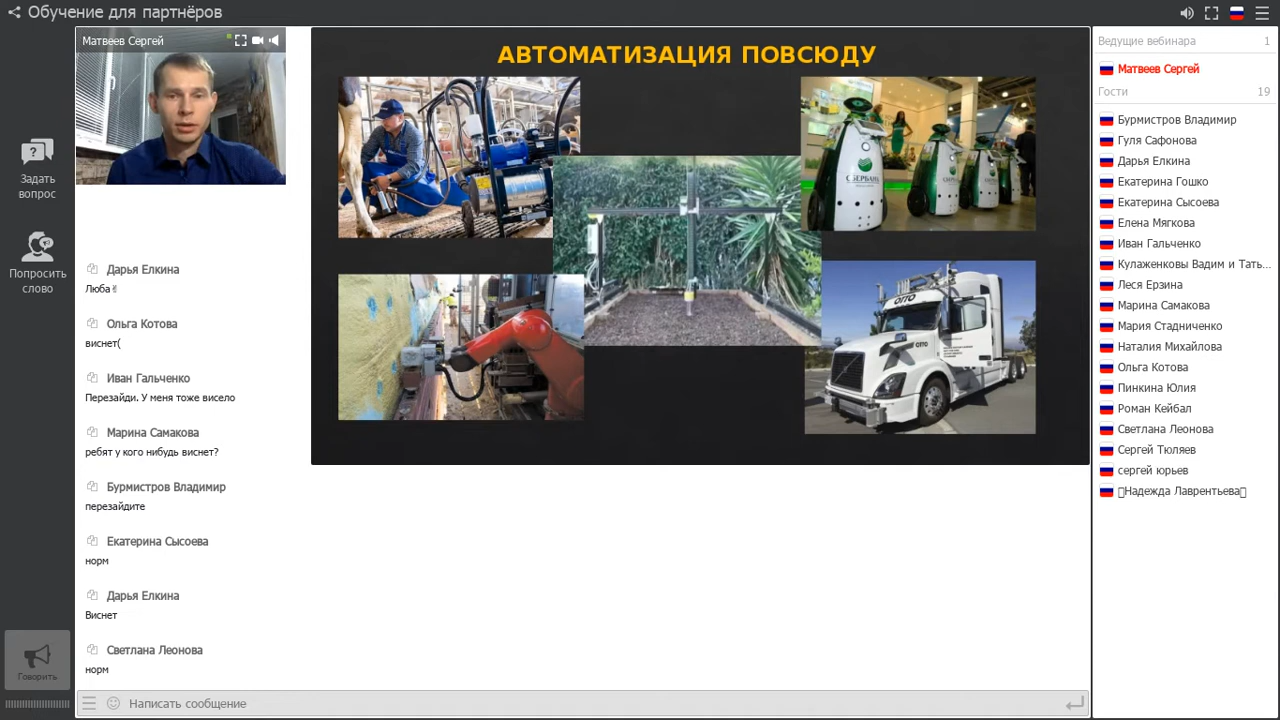 Обучение для партнёров
Матвеев Сергей
Задать
вопрос
Попросить
слово
Говорить
Дарья Елкина
Люба✌
Ольга Котова
виснет(
Иван Гальченко
Перезайди. У меня тоже висело
Марина Самакова
ребят у кого нибудь виснет?
Бурмистров Владимир
перезайдите
Екатерина Сысоева
норм
Дарья Елкина
Виснет
Светлана Леонова
норм
Написать сообщение
АВТОМАТИЗАЦИЯ ПОВСЮДУ
СБЕРБАНК
OTTO
OTTO
Ведущие вебинара 1
Матвеев Сергей
Гости 19
Бурмистров Владимир
Гуля Сафонова
Дарья Елкина
Екатерина Гошко
Екатерина Сысоева
Елена Мягкова
Иван Гальченко
Кулаженковы Вадим и Тать...
Леся Ерзина
Марина Самакова
Мария Стадниченко
Наталия Михайлова
Ольга Котова
Пинкина Юлия
Роман Кейбал
Светлана Леонова
Сергей Тюляев
сергей юрьев
Надежда Лаврентьева